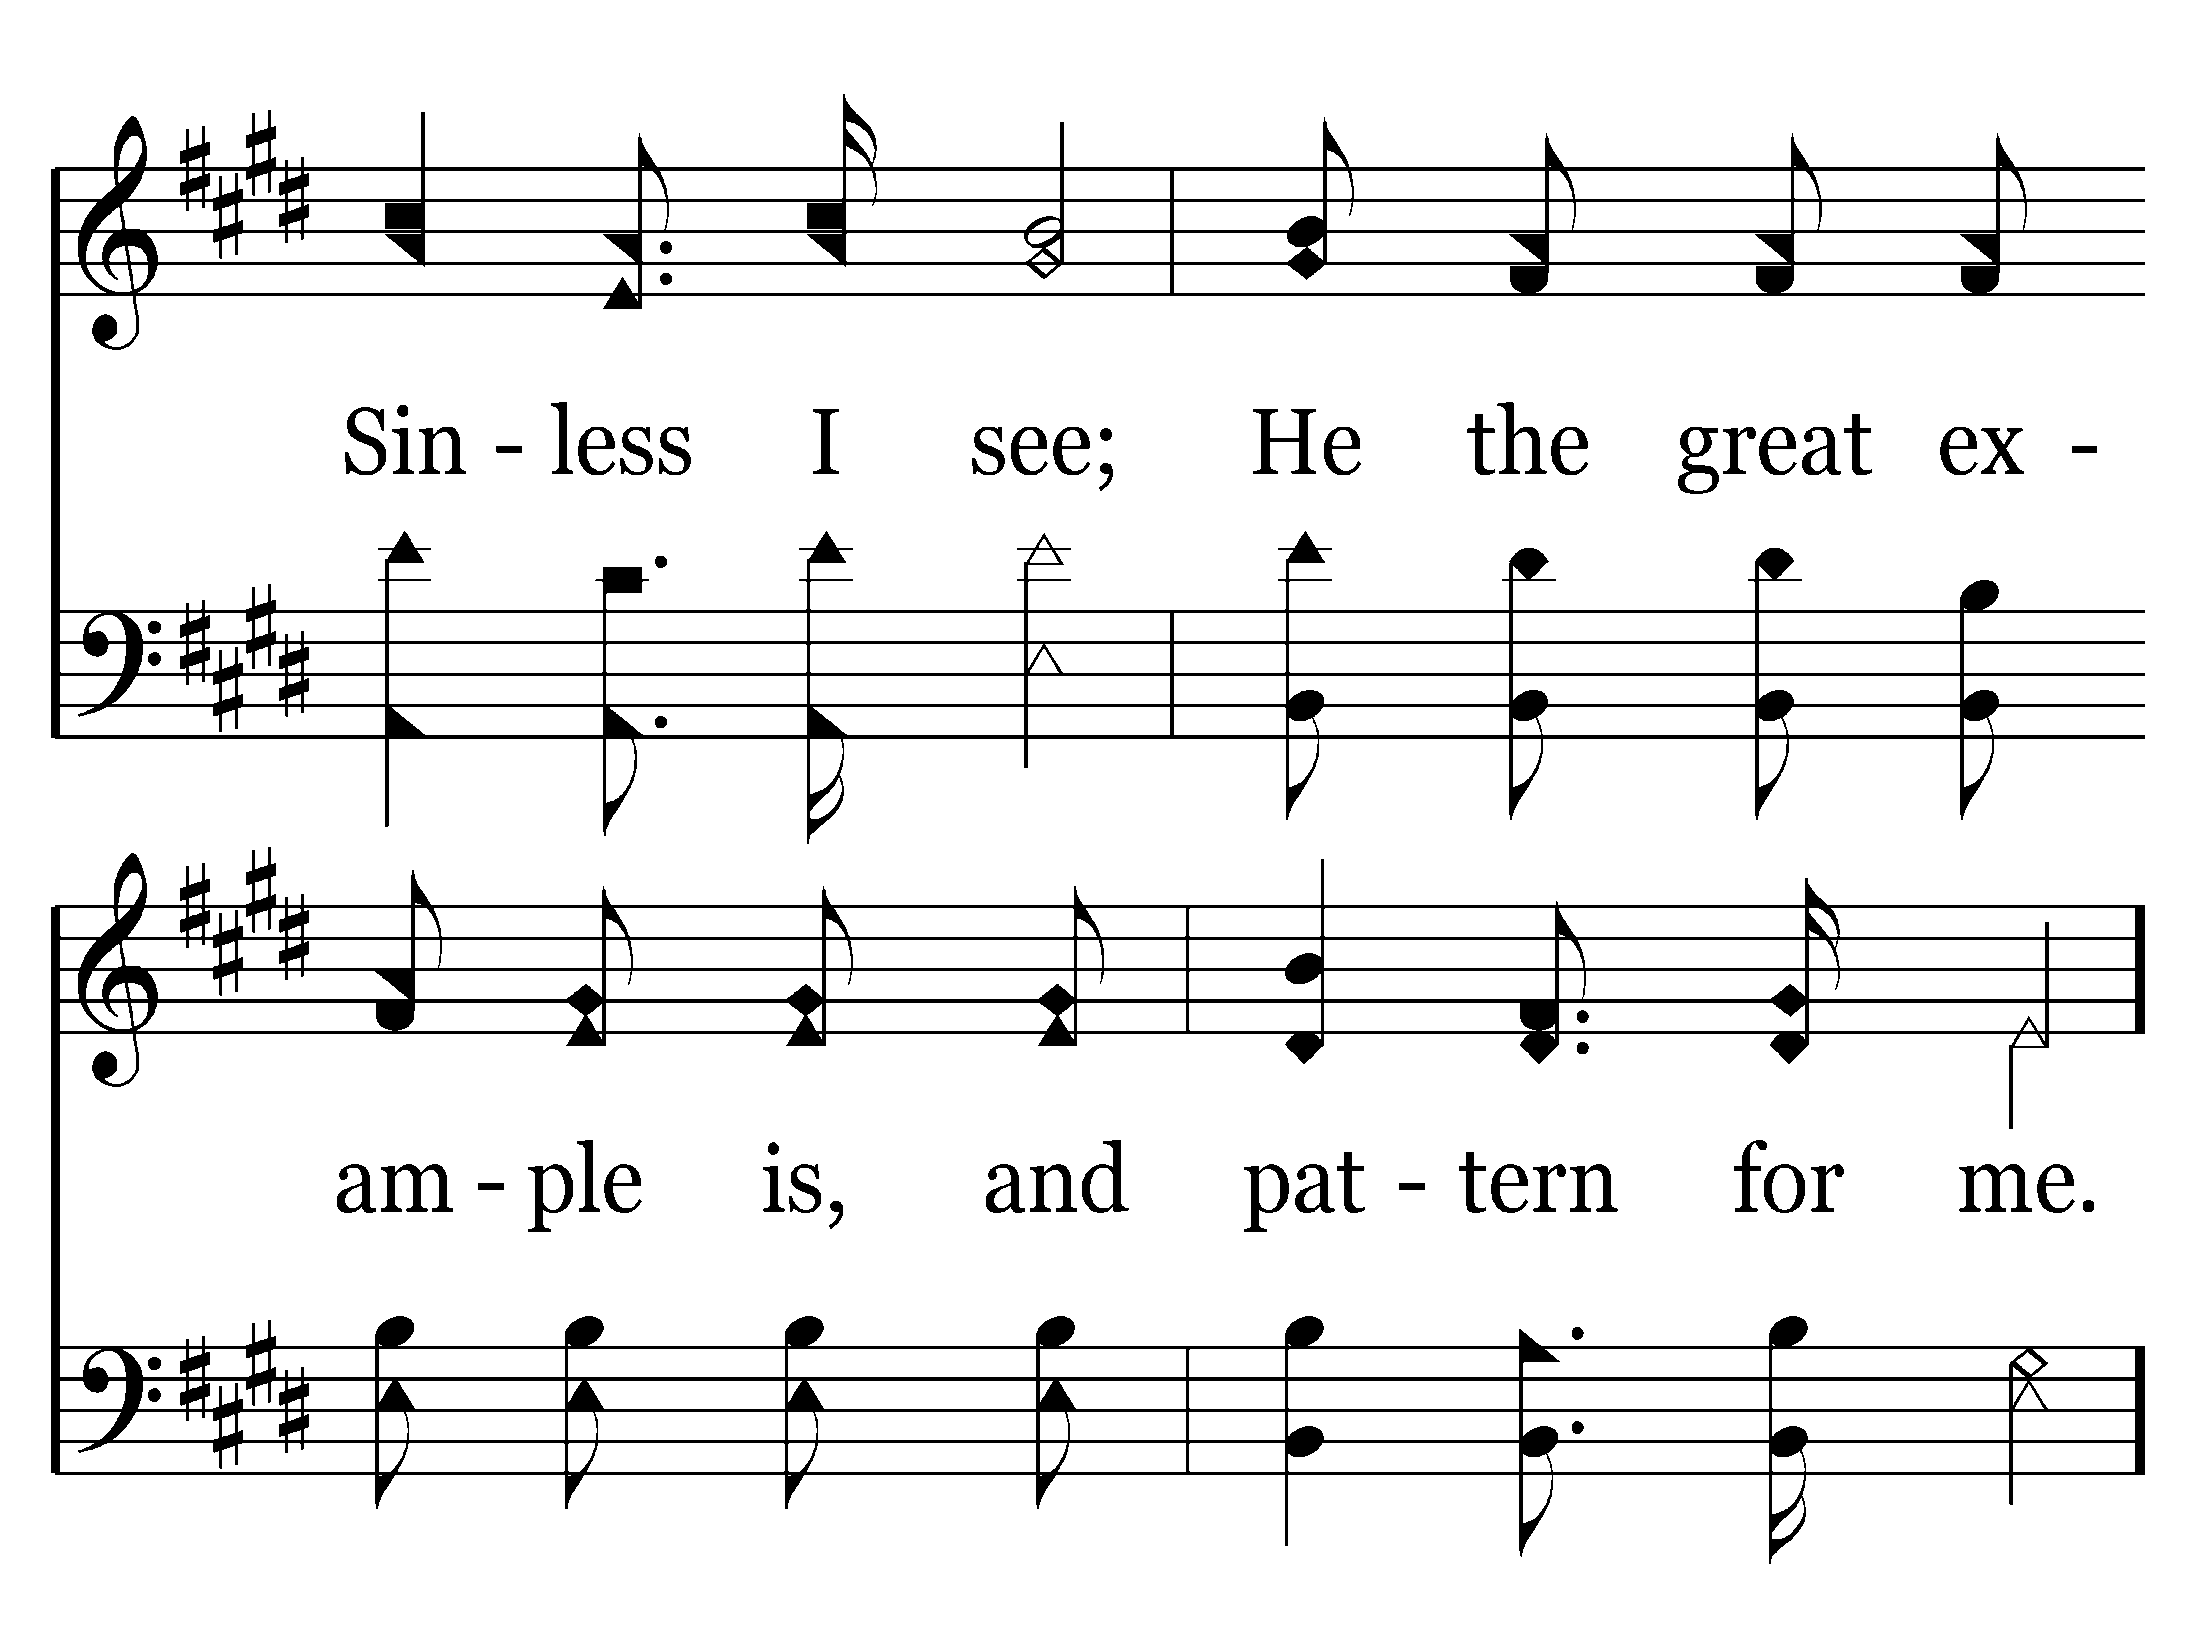 Sin - less I see; He the great ex -
am - ple is, and pat - tern for me.